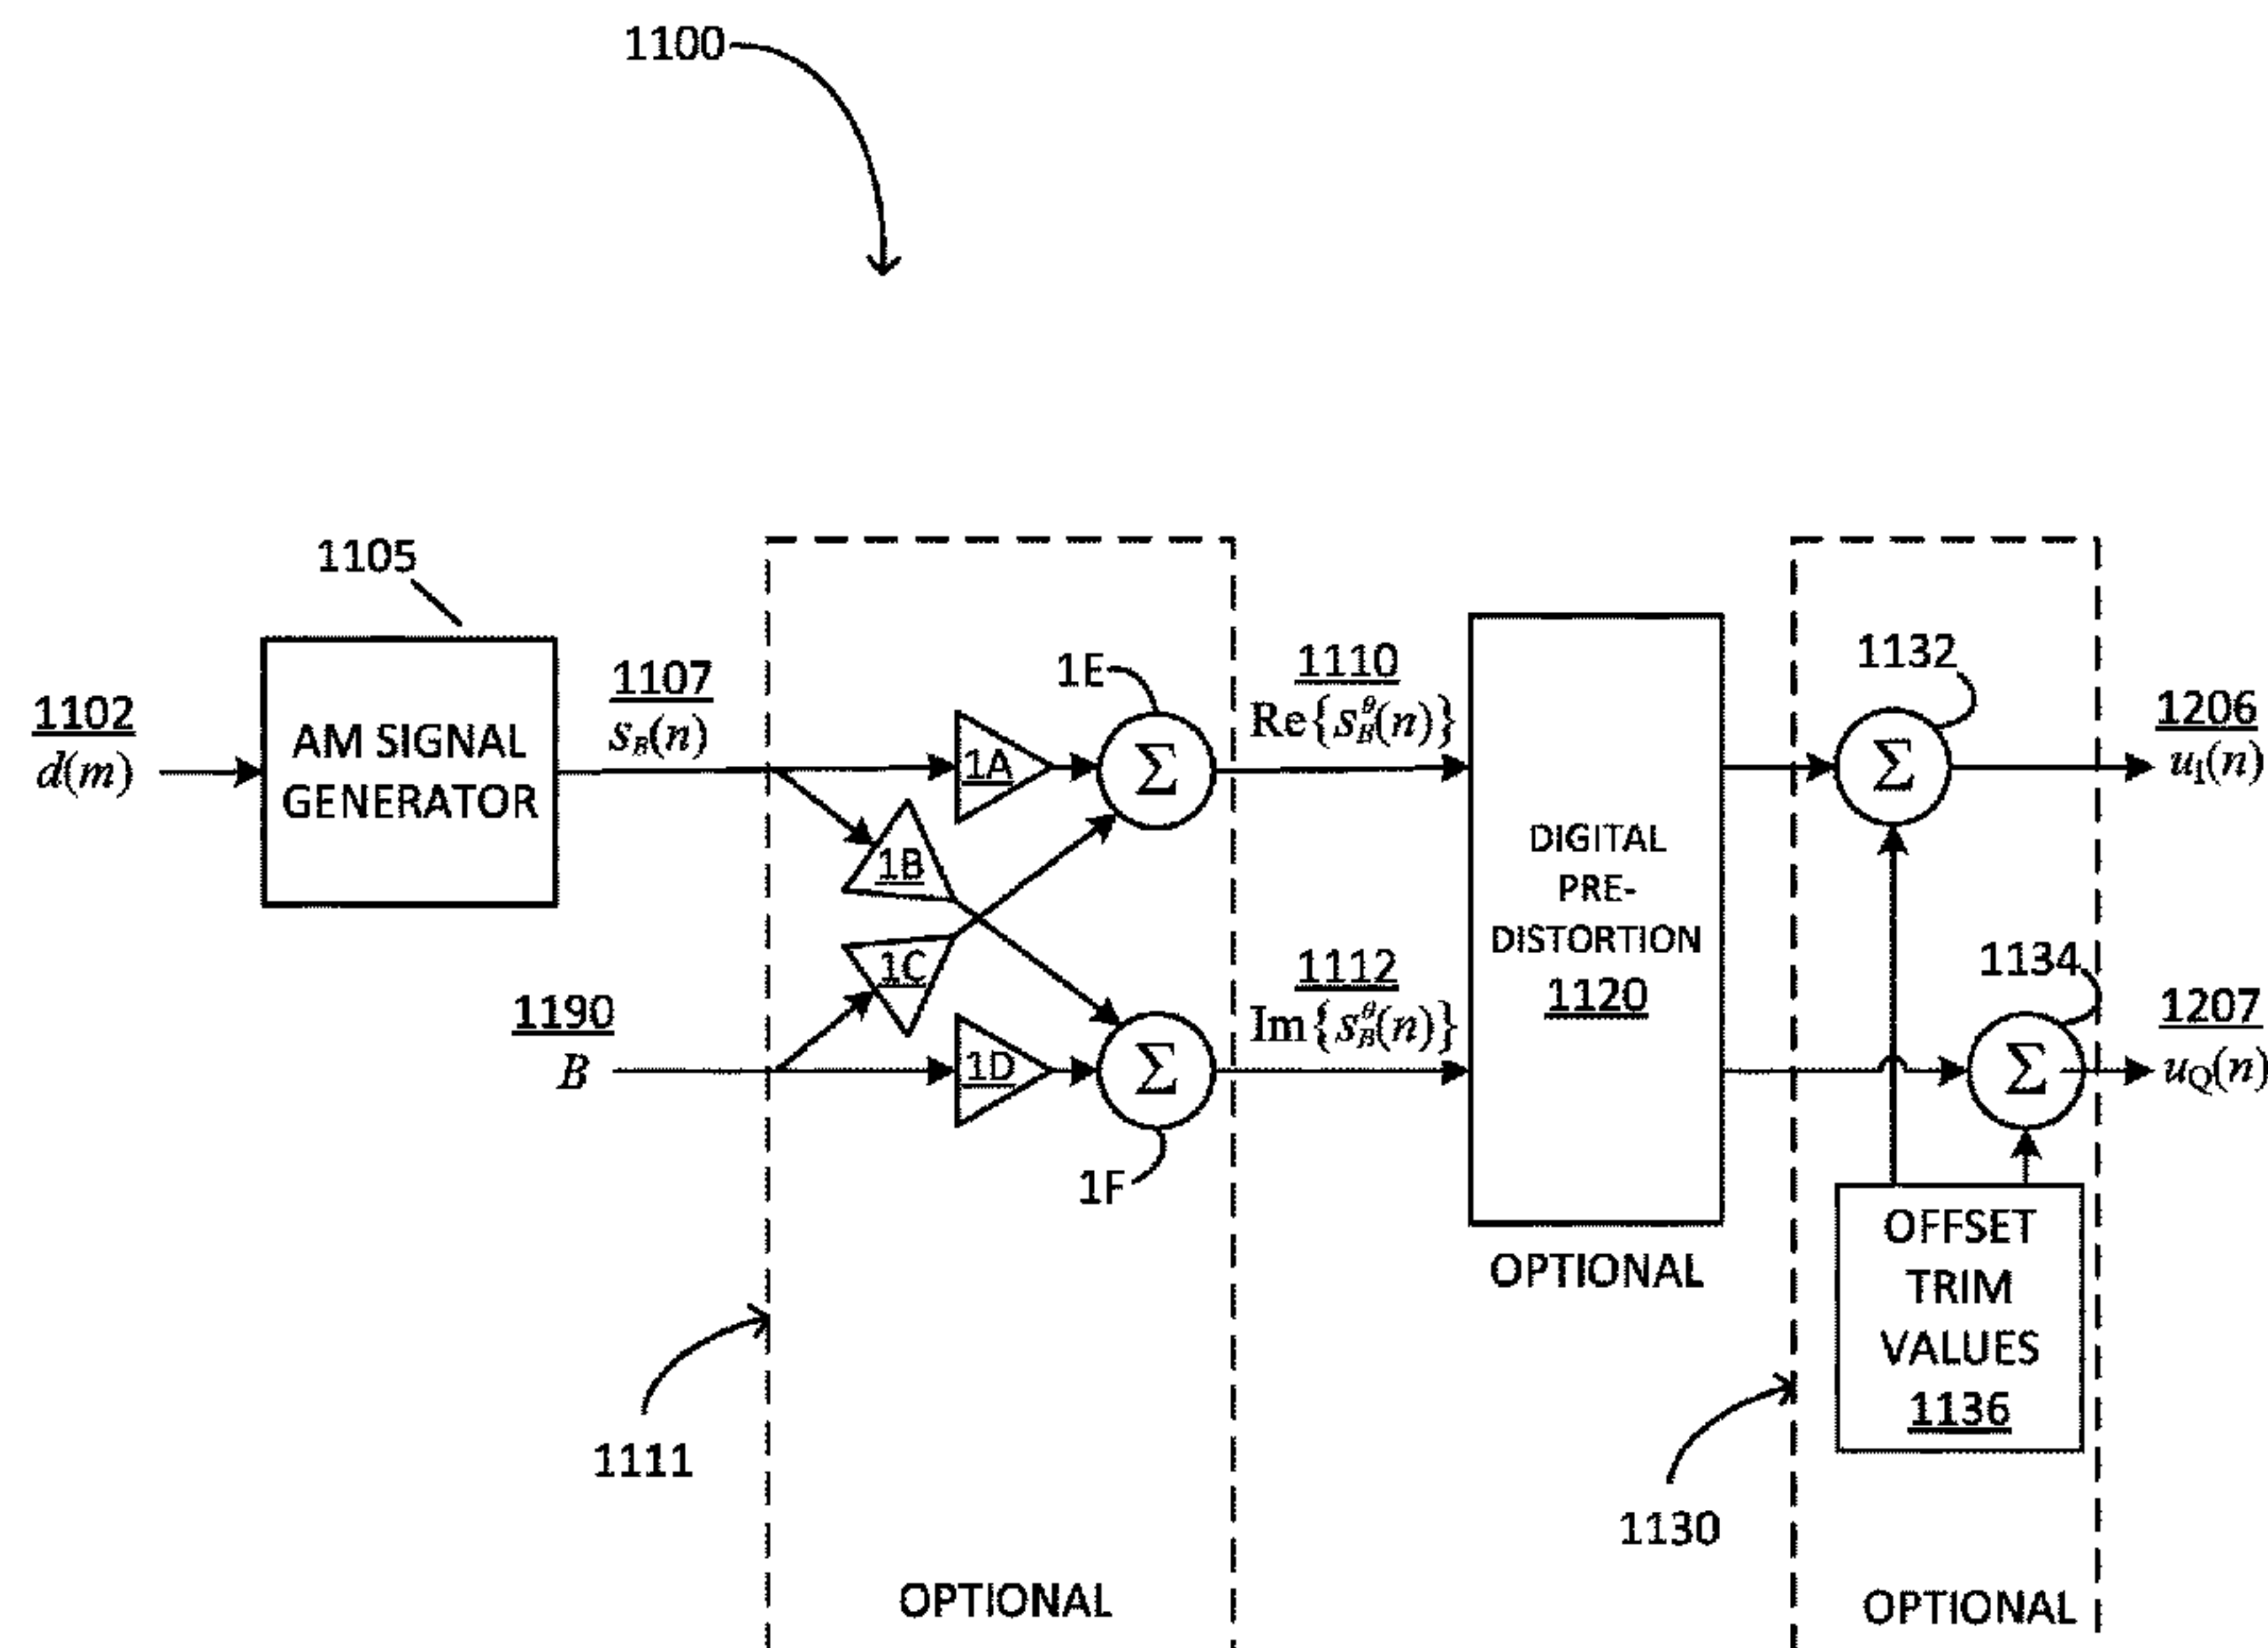 1100
1105
1102
d(m)
AM SIGNAL
GENERATOR
1107
s_B(n)
1A
1B
1C
1D
1E
Σ
Σ
1F
1190
B
1111
OPTIONAL
1110
Re{s_B^θ(n)}
1112
Im{s_B^θ(n)}
DIGITAL
PRE-
DISTORTION
1120
OPTIONAL
1132
Σ
1134
Σ
OFFSET
TRIM
VALUES
1136
1130
OPTIONAL
1206
u_I(n)
1207
u_Q(n)